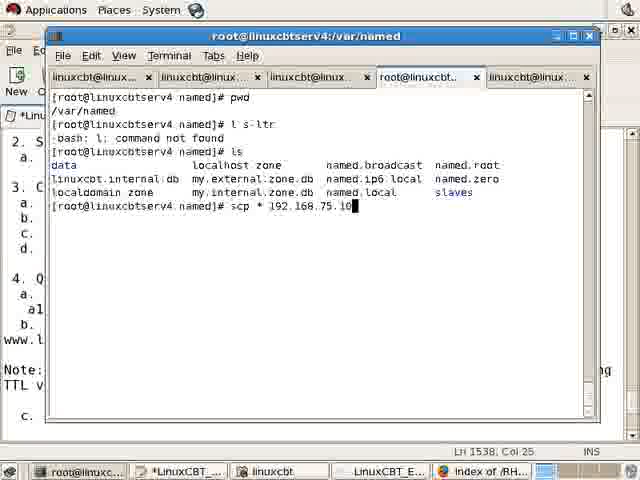 Applications Places System
root@linuxcbtserv4:/var/named
File Edit View Terminal Tabs Help
linuxcbt@linux... linuxcbt@linux... linuxcbt@linux... root@linuxcbt... linuxcbt@linux...
[root@linuxcbtserv4 named]# pwd
/var/named
[root@linuxcbtserv4 named]# l s-ltr
-bash: l: command not found
[root@linuxcbtserv4 named]# ls
data localhost zone named.broadcast named.root
linuxcbt.internal.db my.external.zone.db named.ip6.local named.zero
localdomain zone my.internal.zone.db named.local slaves
[root@linuxcbtserv4 named]# scp * 192.168.75.10
File Ed
New O
*Linux
2. S
a.
3. C
a.
b.
c.
d.
4. Q
a.
a1
b.
www.l
Note: ng
TTL v
c.
Ln 1538, Col 25 INS
root@linuxc... *LinuxCBT_... linuxcbt LinuxCBT_E... Index of /RH...